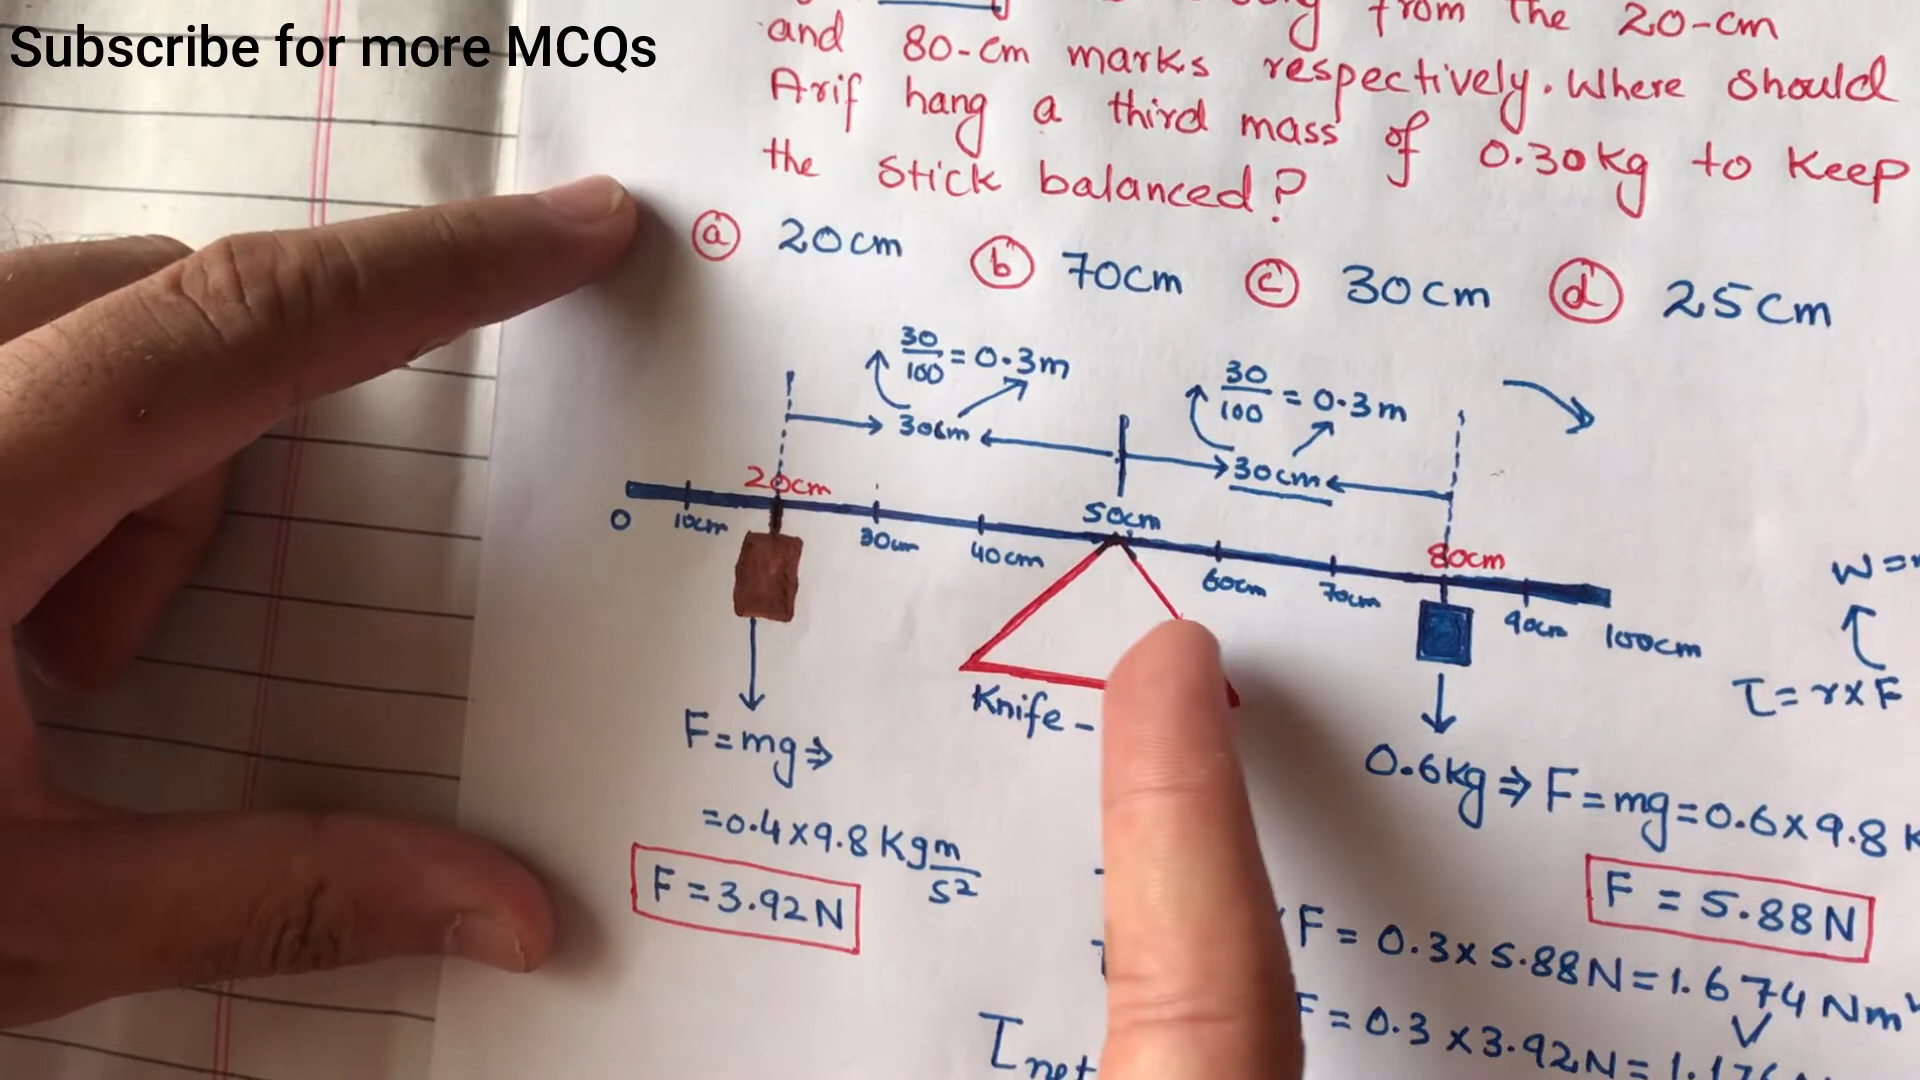 Subscribe for more MCQs
from the 20-cm
and 80-cm marks respectively. Where should
Arif hang a third mass of 0.30kg to Keep
the stick balanced?
a 20cm b 70cm c 30cm d 25cm
30/100 = 0.3m
30/100 = 0.3m
30cm
30cm
20cm
50cm
80cm
0 10cm 30cm 40cm 60cm 70cm 90cm 100cm
W=
τ = r×F
Knife-
F=mg⇒
=0.4×9.8 Kg m/s²
F=3.92N
0.6kg ⇒ F=mg=0.6×9.8 K
F = 5.88N
F = 0.3×5.88N=1.674 Nm
F = 0.3×3.92N=1.176
τnet